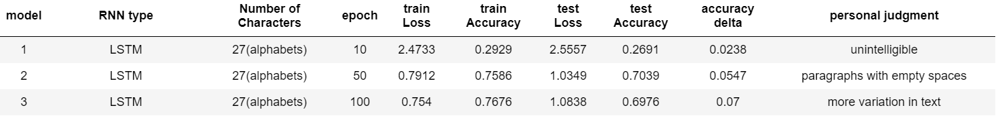 model RNN type Number of Characters epoch train Loss train Accuracy test Loss test Accuracy accuracy delta personal judgment
1 LSTM 27(alphabets) 10 2.4733 0.2929 2.5557 0.2691 0.0238 unintelligible
2 LSTM 27(alphabets) 50 0.7912 0.7586 1.0349 0.7039 0.0547 paragraphs with empty spaces
3 LSTM 27(alphabets) 100 0.754 0.7676 1.0838 0.6976 0.07 more variation in text